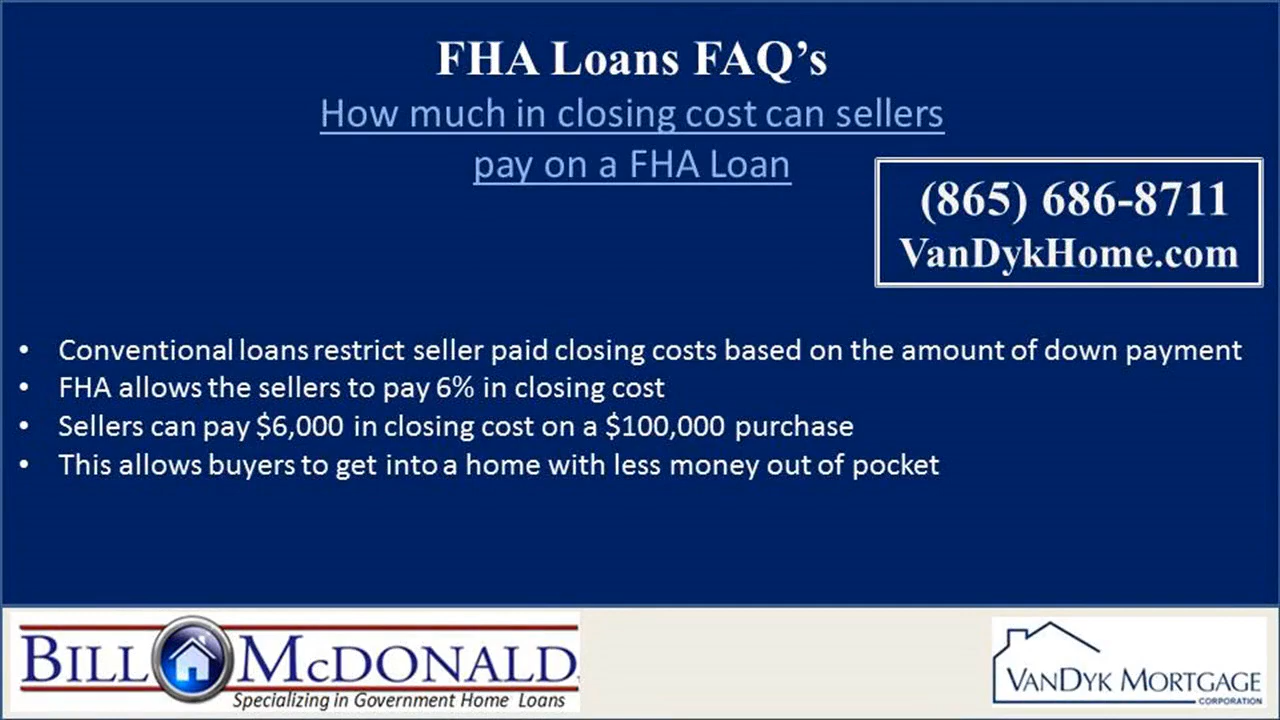 FHA Loans FAQ’s
How much in closing cost can sellers
pay on a FHA Loan
(865) 686-8711
VanDykHome.com
• Conventional loans restrict seller paid closing costs based on the amount of down payment
• FHA allows the sellers to pay 6% in closing cost
• Sellers can pay $6,000 in closing cost on a $100,000 purchase
• This allows buyers to get into a home with less money out of pocket
BILL MCDONALD
Specializing in Government Home Loans
VANDYK MORTGAGE
CORPORATION